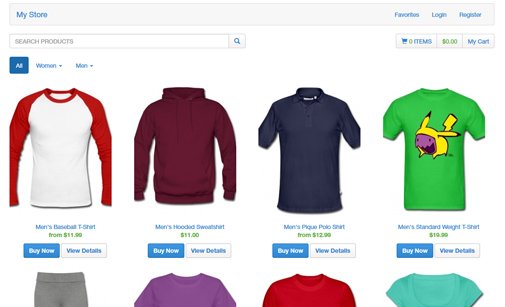 My Store
Favorites Login Register
SEARCH PRODUCTS
0 ITEMS $0.00 My Cart
All Women Men
Men's Baseball T-Shirt
from $11.99
Buy Now View Details
Men's Hooded Sweatshirt
$11.00
Buy Now View Details
Men's Pique Polo Shirt
from $12.99
Buy Now View Details
Men's Standard Weight T-Shirt
$19.99
Buy Now View Details